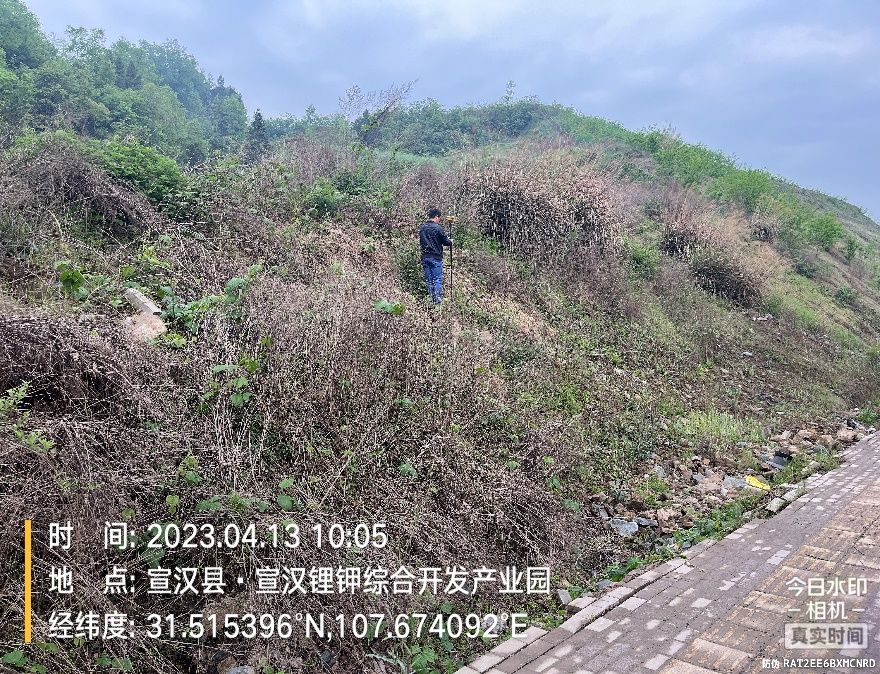 时 间: 2023.04.13 10:05
地 点: 宣汉县·宣汉锂钾综合开发产业园
经纬度: 31.515396°N,107.674092°E
今日水印
相机
真实时间
防伪 RAT2EE6BXMCNRD